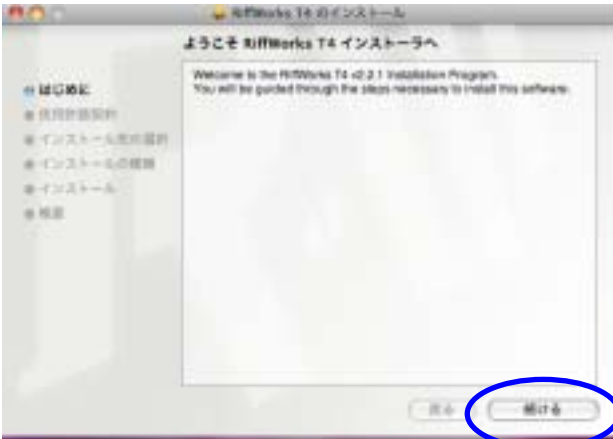 RiffWorks T4 のインストール
ようこそ RiffWorks T4 インストーラへ
Welcome to the RiffWorks T4 v2.2.1 Installation Program.
You will be guided through the steps necessary to install this software.
はじめに
使用許諾契約
インストール先の選択
インストールの種類
インストール
概要
戻る
続ける